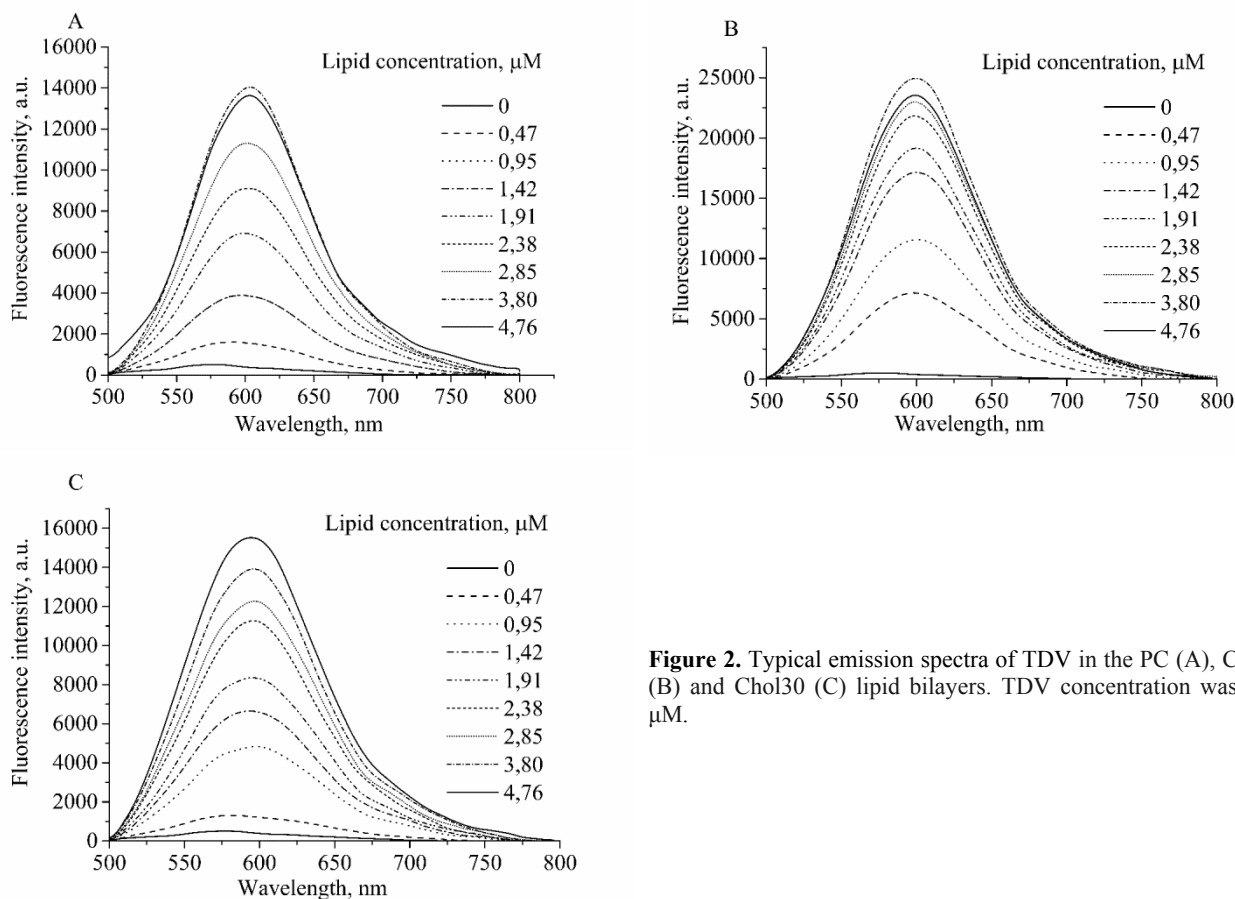 A
16000
14000
12000
10000
8000
6000
4000
2000
0
Fluorescence intensity, a.u.
500 550 600 650 700 750 800
Wavelength, nm
Lipid concentration, μM
0
0,47
0,95
1,42
1,91
2,38
2,85
3,80
4,76
B
25000
20000
15000
10000
5000
0
Fluorescence intensity, a.u.
500 550 600 650 700 750 800
Wavelength, nm
Lipid concentration, μM
0
0,47
0,95
1,42
1,91
2,38
2,85
3,80
4,76
C
16000
14000
12000
10000
8000
6000
4000
2000
0
Fluorescence intensity, a.u.
500 550 600 650 700 750 800
Wavelength, nm
Lipid concentration, μM
0
0,47
0,95
1,42
1,91
2,38
2,85
3,80
4,76
Figure 2. Typical emission spectra of TDV in the PC (A), C
(B) and Chol30 (C) lipid bilayers. TDV concentration was
μM.